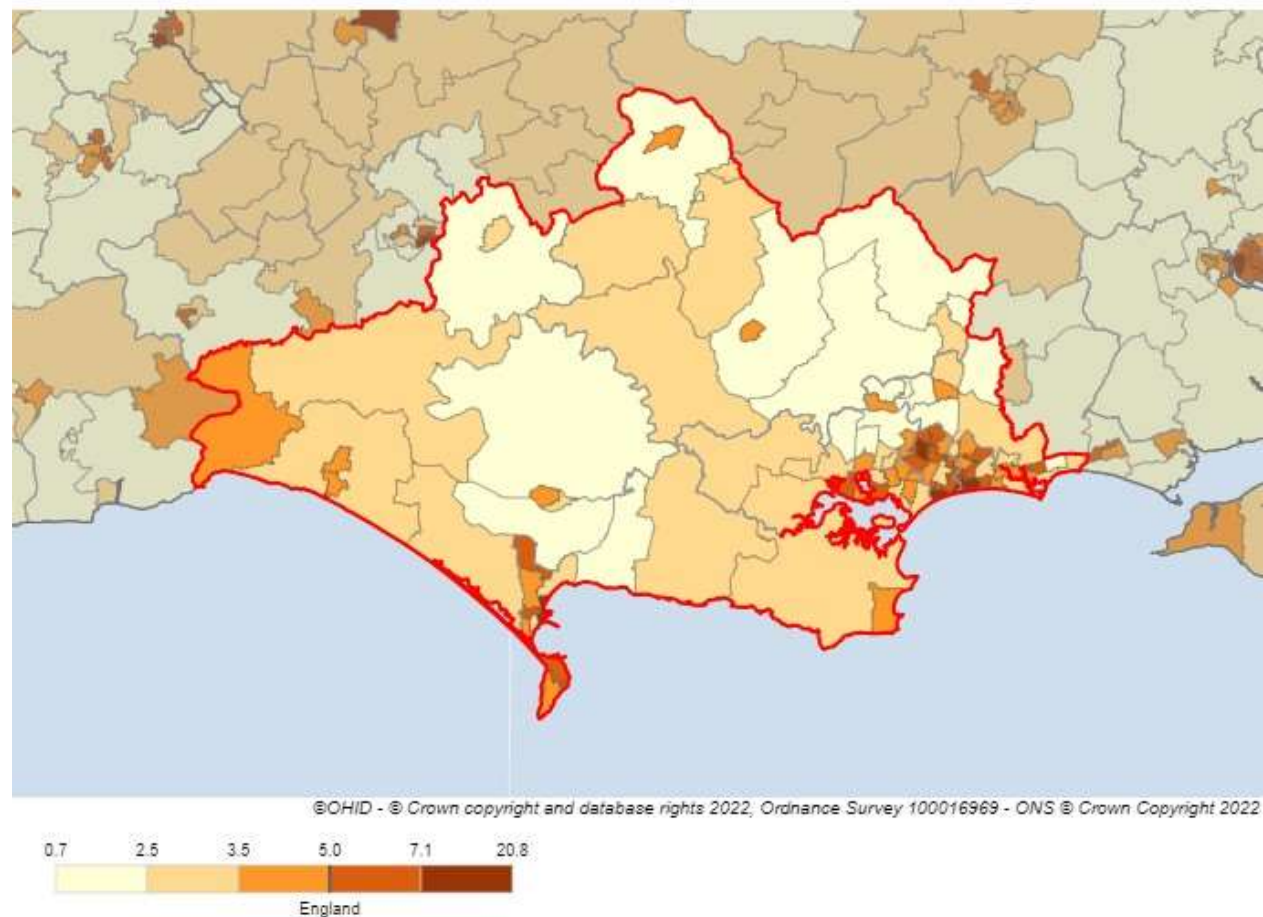 ©OHID - © Crown copyright and database rights 2022, Ordnance Survey 100016969 - ONS © Crown Copyright 2022
0.7 2.5 3.5 5.0 7.1 20.8
England